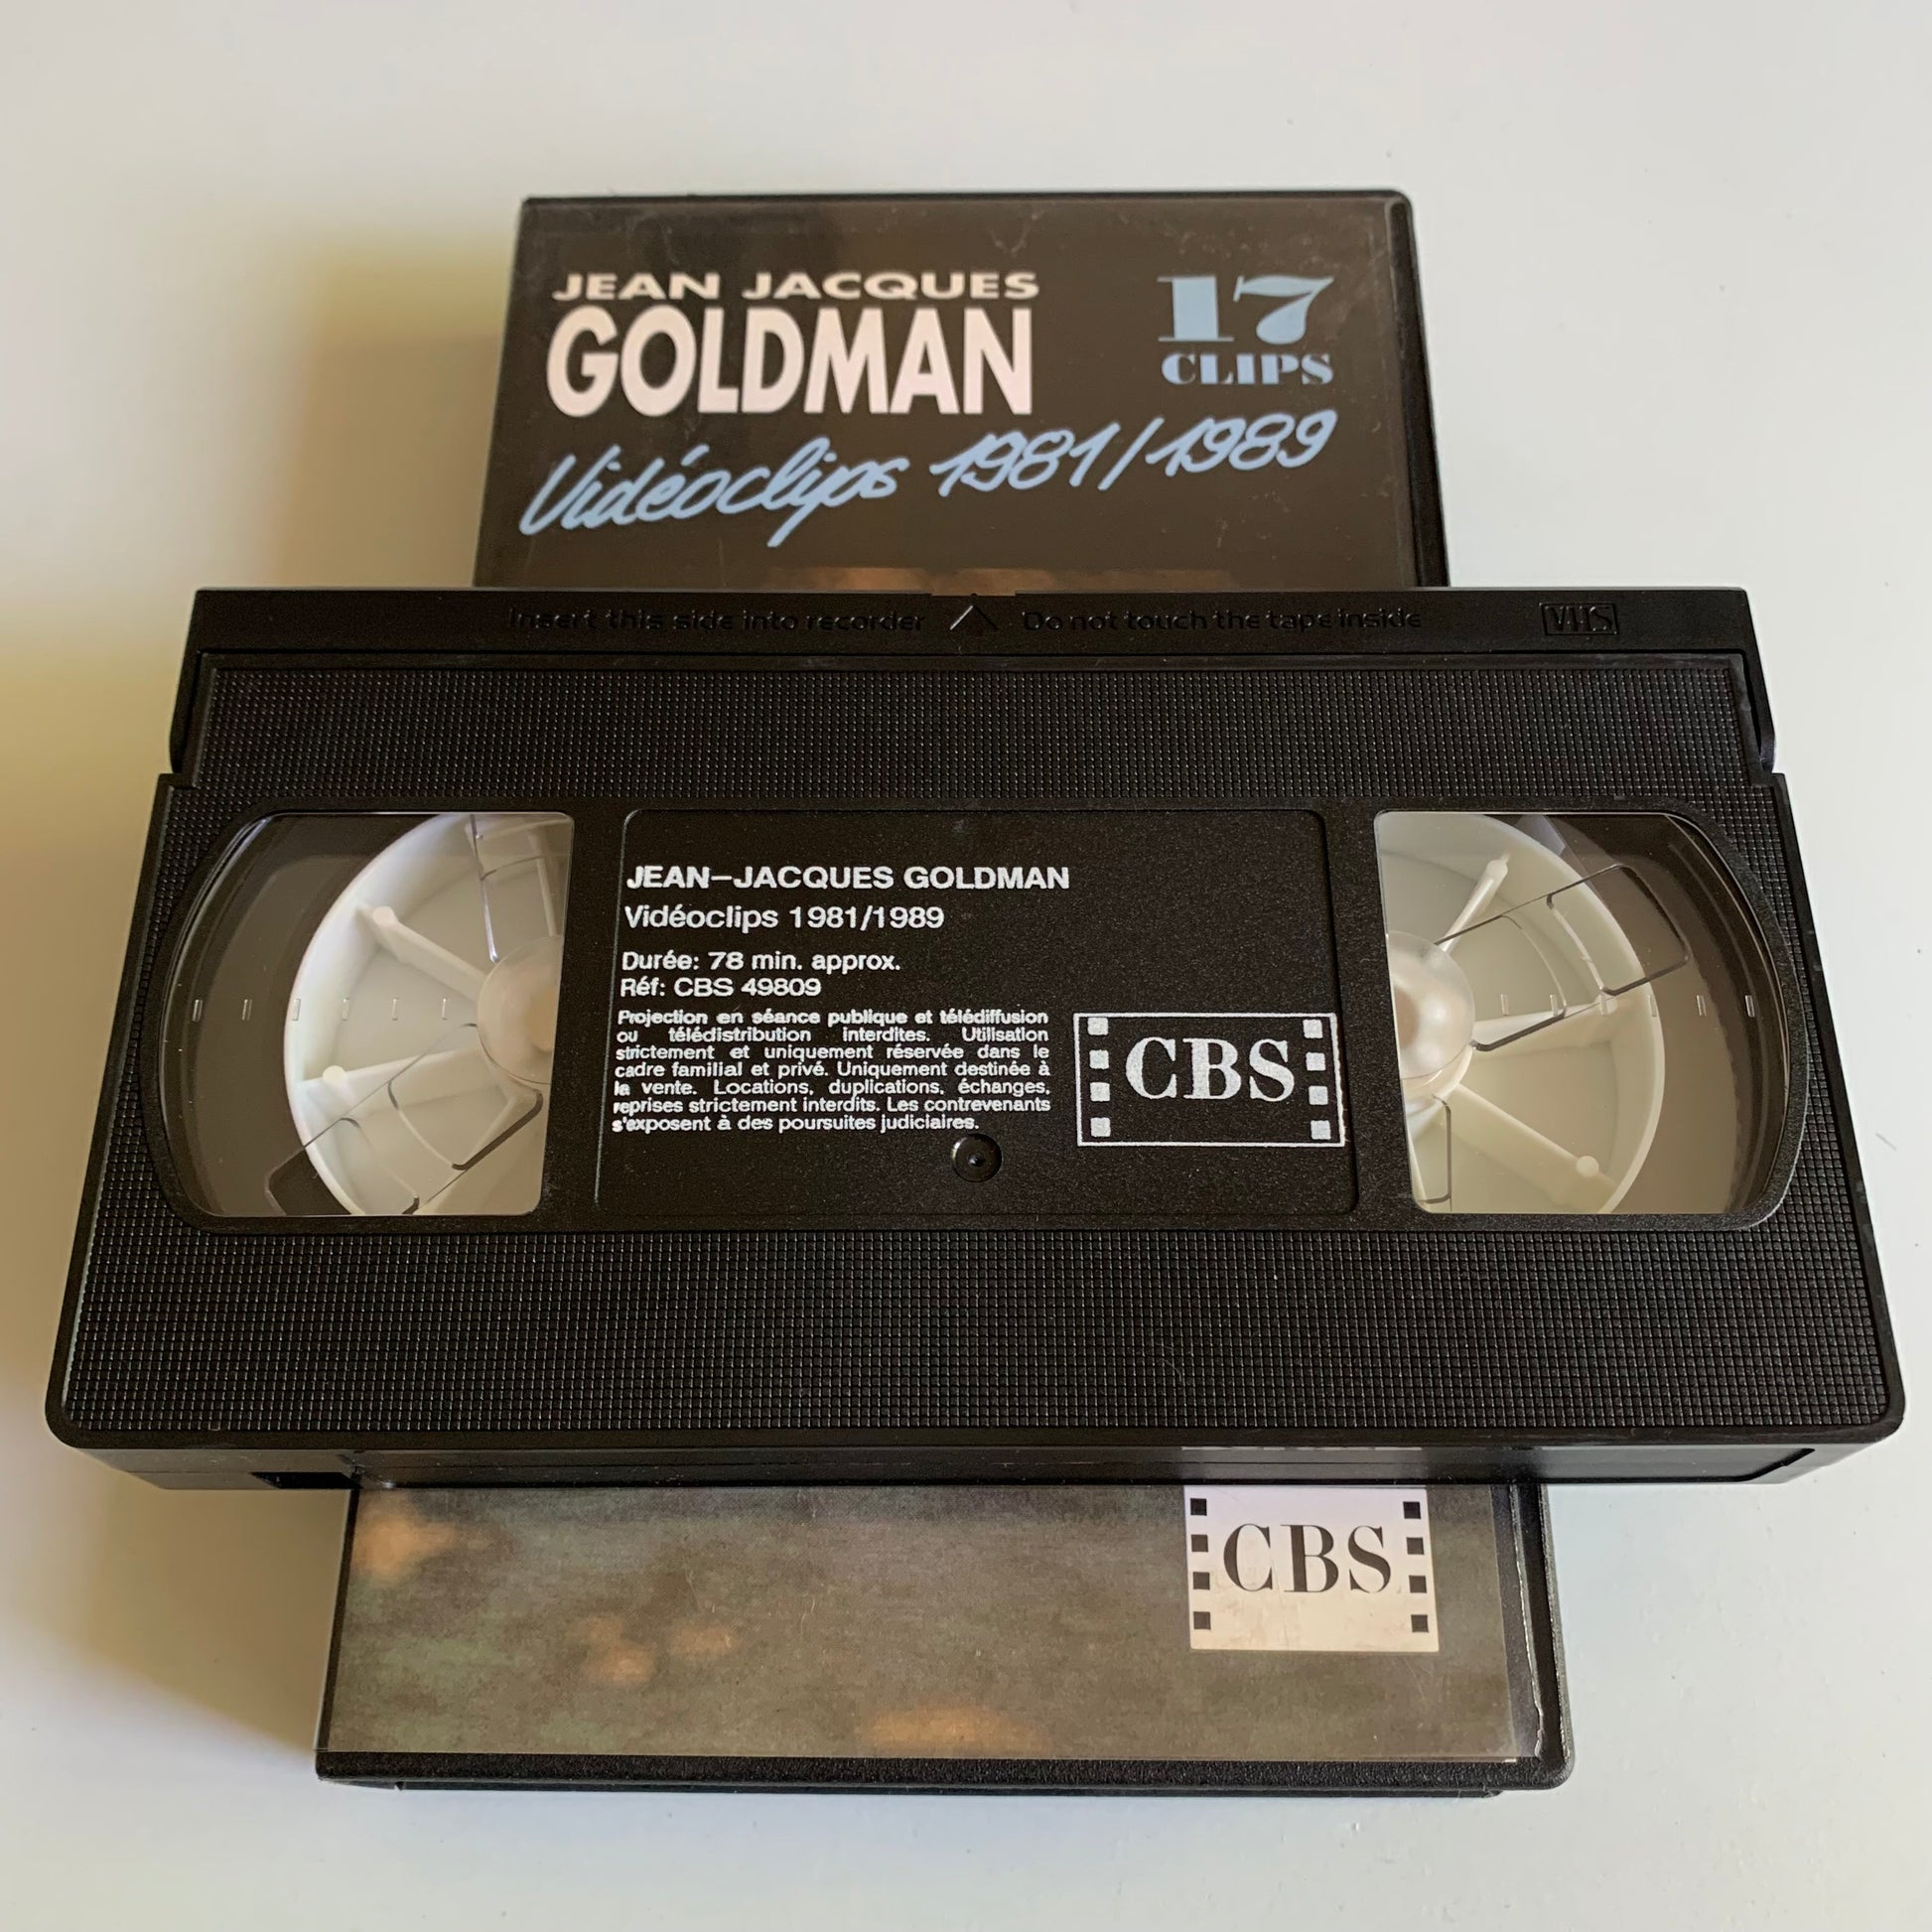 JEAN JACQUES
GOLDMAN
17
CLIPS
Vidéoclips 1981/1989
Insert this side into recorder
Do not touch the tape inside
VHS
JEAN-JACQUES GOLDMAN
Vidéoclips 1981/1989
Durée: 78 min. approx.
Réf: CBS 49809
Projection en séance publique et télédiffusion
ou télédistribution interdites. Utilisation
strictement et uniquement réservée dans le
cadre familial et privé. Uniquement destinée à
la vente. Locations, duplications, échanges,
reprises strictement interdits. Les contrevenants
s'exposent à des poursuites judiciaires.
CBS
CBS